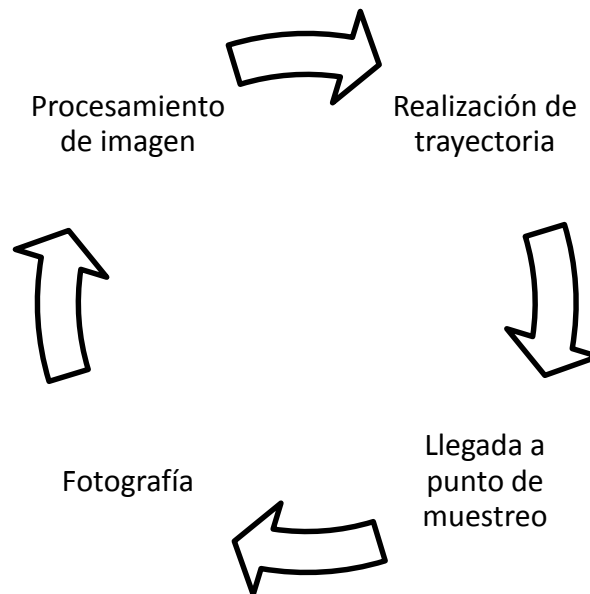 Procesamiento
de imagen
Realización de
trayectoria
Llegada a
punto de
muestreo
Fotografía